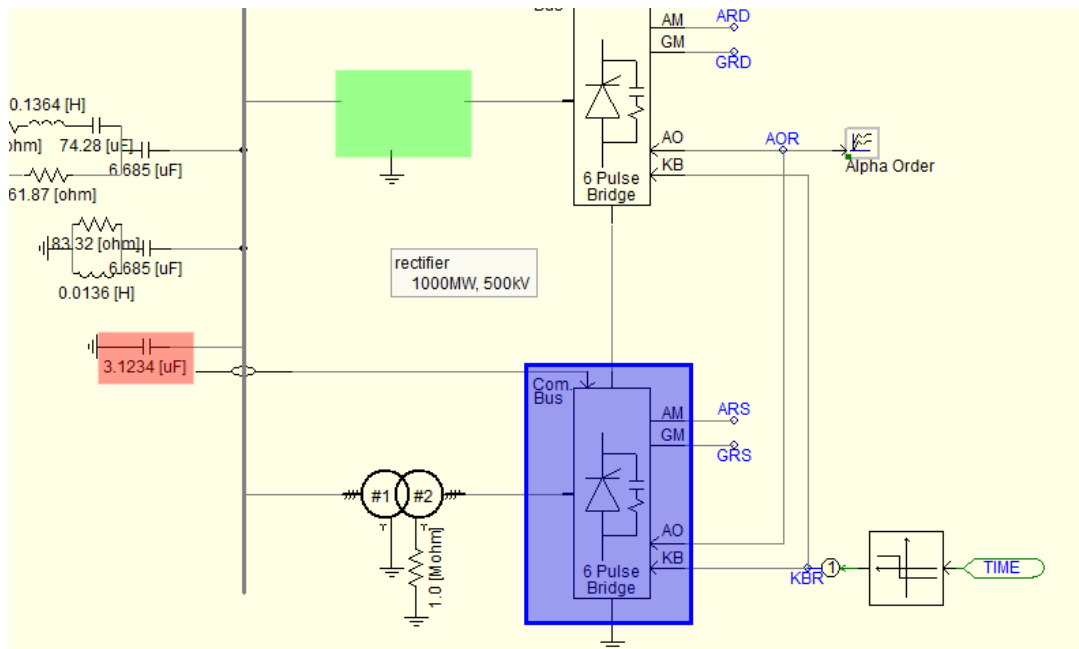 AM
ARD
GM
GRD
0.1364 [H]
74.28 [uF]
6.685 [uF]
61.87 [ohm]
AO
AOR
KB
Alpha Order
6 Pulse
Bridge
83.32 [ohm]
6.685 [uF]
0.0136 [H]
rectifier
1000MW, 500kV
3.1234 [uF]
Com.
Bus
AM
ARS
GM
GRS
#1
#2
1.0 [Mohm]
AO
KB
6 Pulse
Bridge
KBR
1
TIME